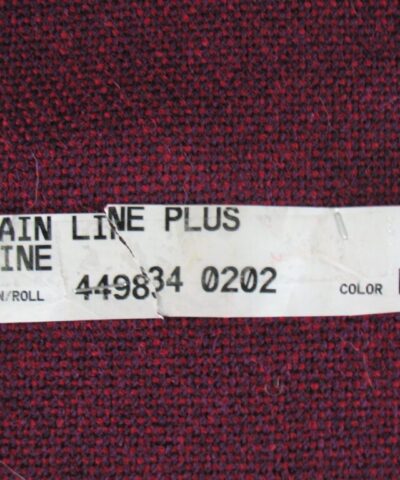 AIN LINE PLUS
INE
N/ROLL 449834 0202 COLOR